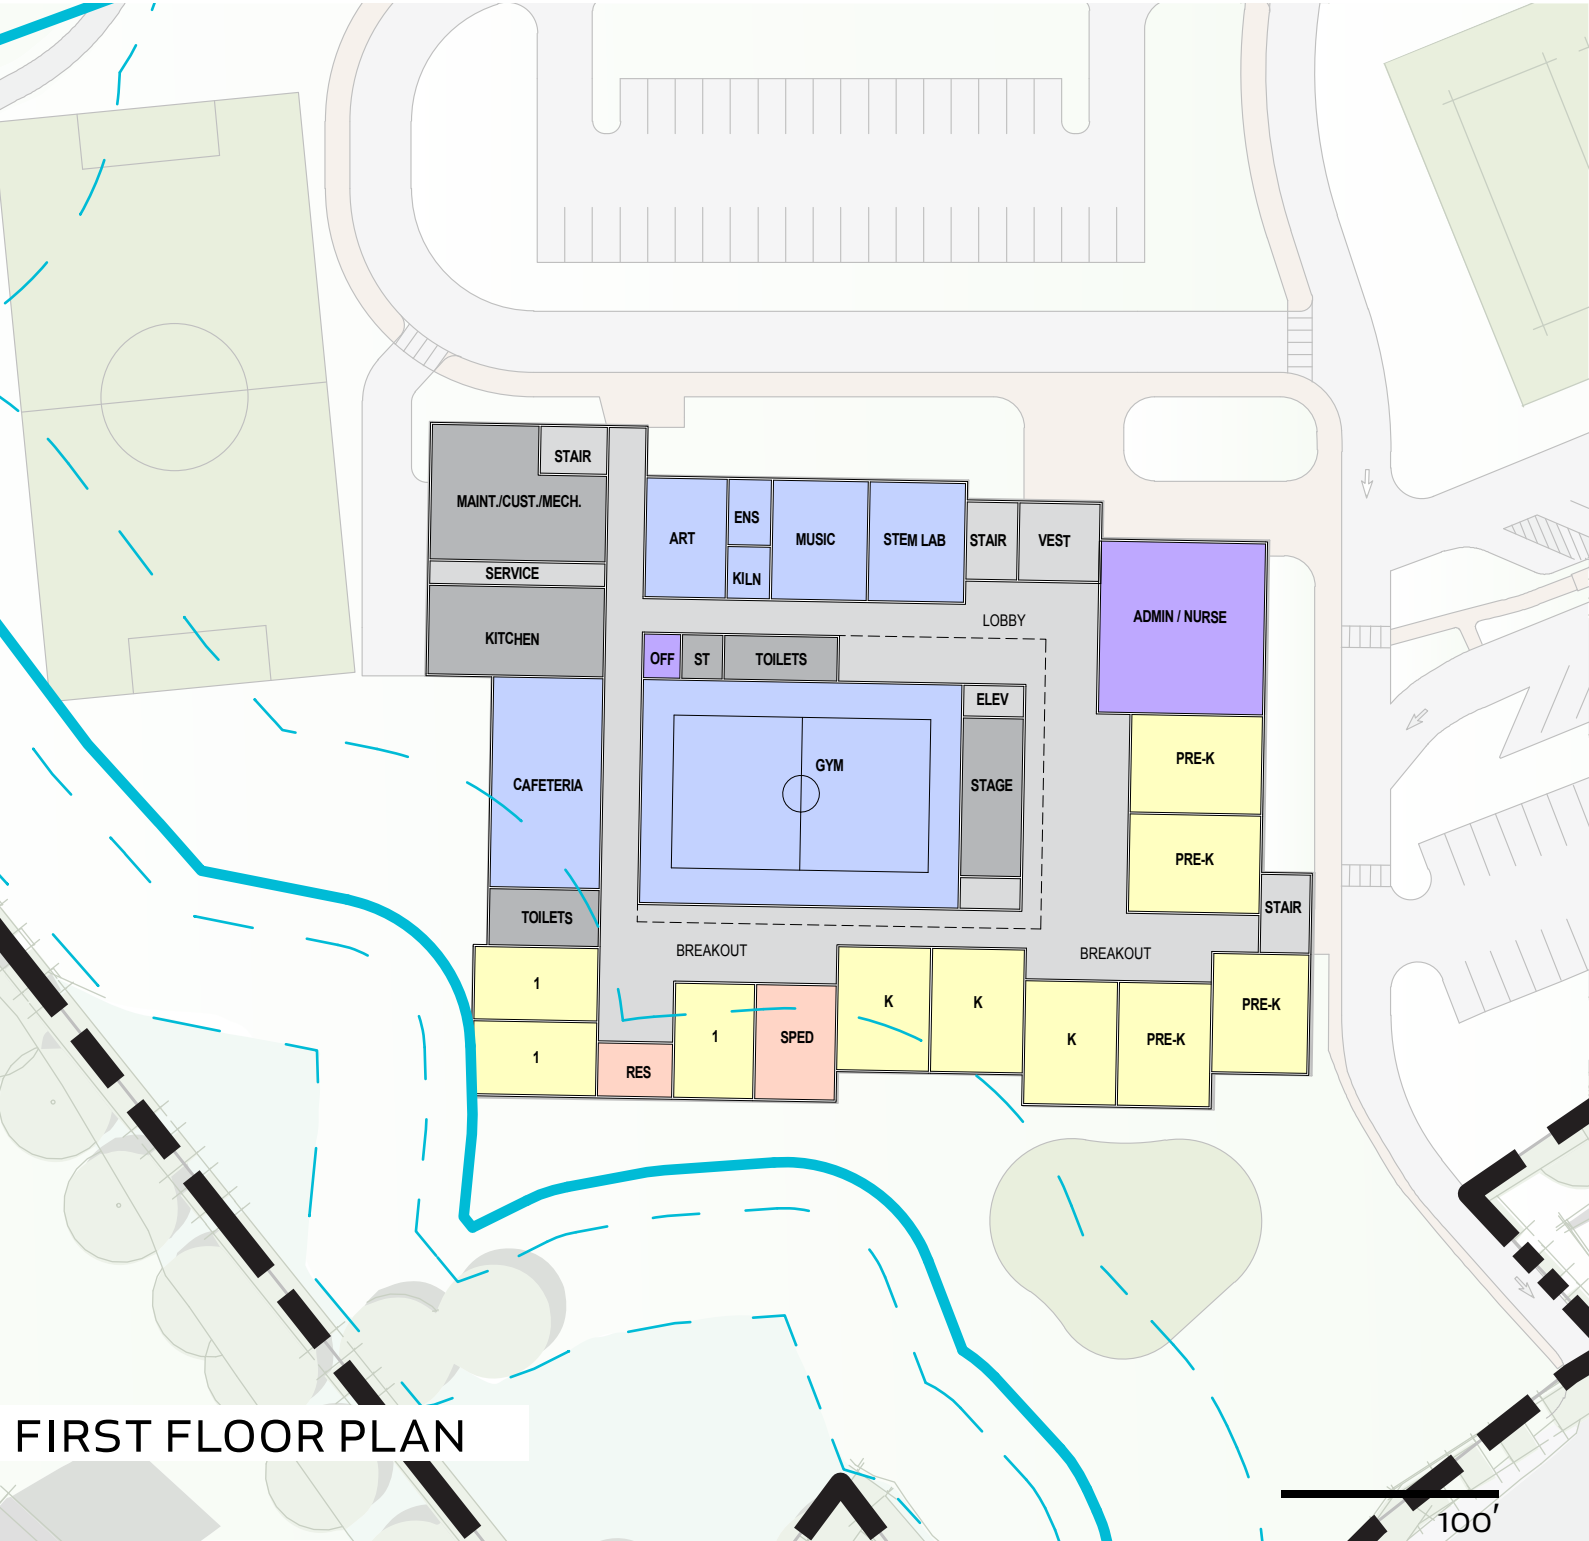 STAIR
MAINT./CUST./MECH.
SERVICE
KITCHEN
ART
ENS
KILN
MUSIC
STEM LAB
STAIR
VEST
LOBBY
ADMIN / NURSE
OFF
ST
TOILETS
ELEV
GYM
STAGE
CAFETERIA
TOILETS
PRE-K
PRE-K
STAIR
BREAKOUT
BREAKOUT
1
1
RES
1
SPED
K
K
K
PRE-K
PRE-K
FIRST FLOOR PLAN
100'